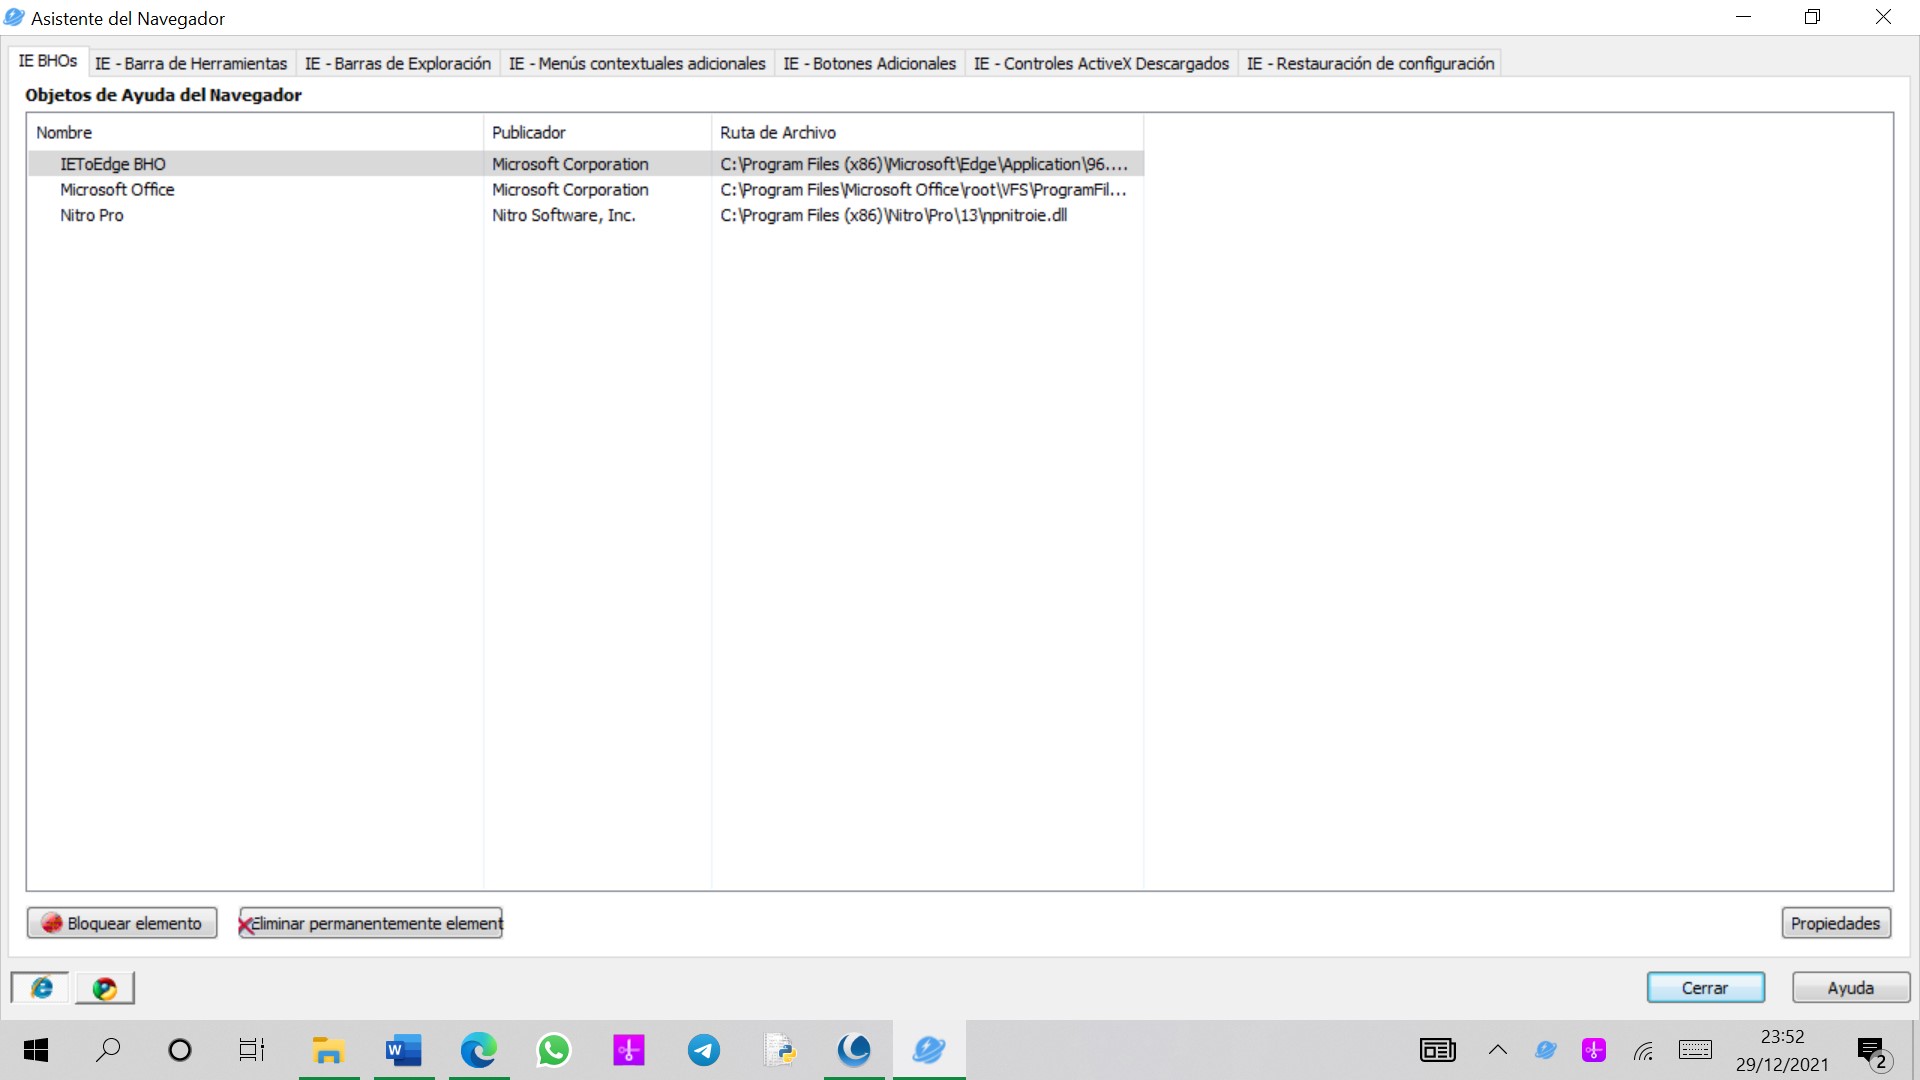 Asistente del Navegador
IE BHOs IE - Barra de Herramientas IE - Barras de Exploración IE - Menús contextuales adicionales IE - Botones Adicionales IE - Controles ActiveX Descargados IE - Restauración de configuración
Objetos de Ayuda del Navegador
Nombre Publicador Ruta de Archivo
IEToEdge BHO Microsoft Corporation C:\Program Files (x86)\Microsoft\Edge\Application\96....
Microsoft Office Microsoft Corporation C:\Program Files\Microsoft Office\root\VFS\ProgramFil...
Nitro Pro Nitro Software, Inc. C:\Program Files (x86)\Nitro\Pro\13\npnitroie.dll
Bloquear elemento Eliminar permanentemente element Propiedades
Cerrar Ayuda
W 23:52
29/12/2021 2